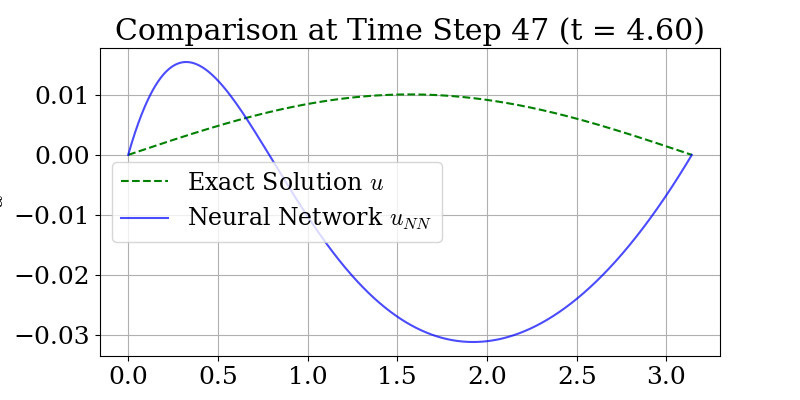 Comparison at Time Step 47 (t = 4.60)
0.01
0.00
−0.01
−0.02
−0.03
Exact Solution u
Neural Network u_NN
0.0 0.5 1.0 1.5 2.0 2.5 3.0